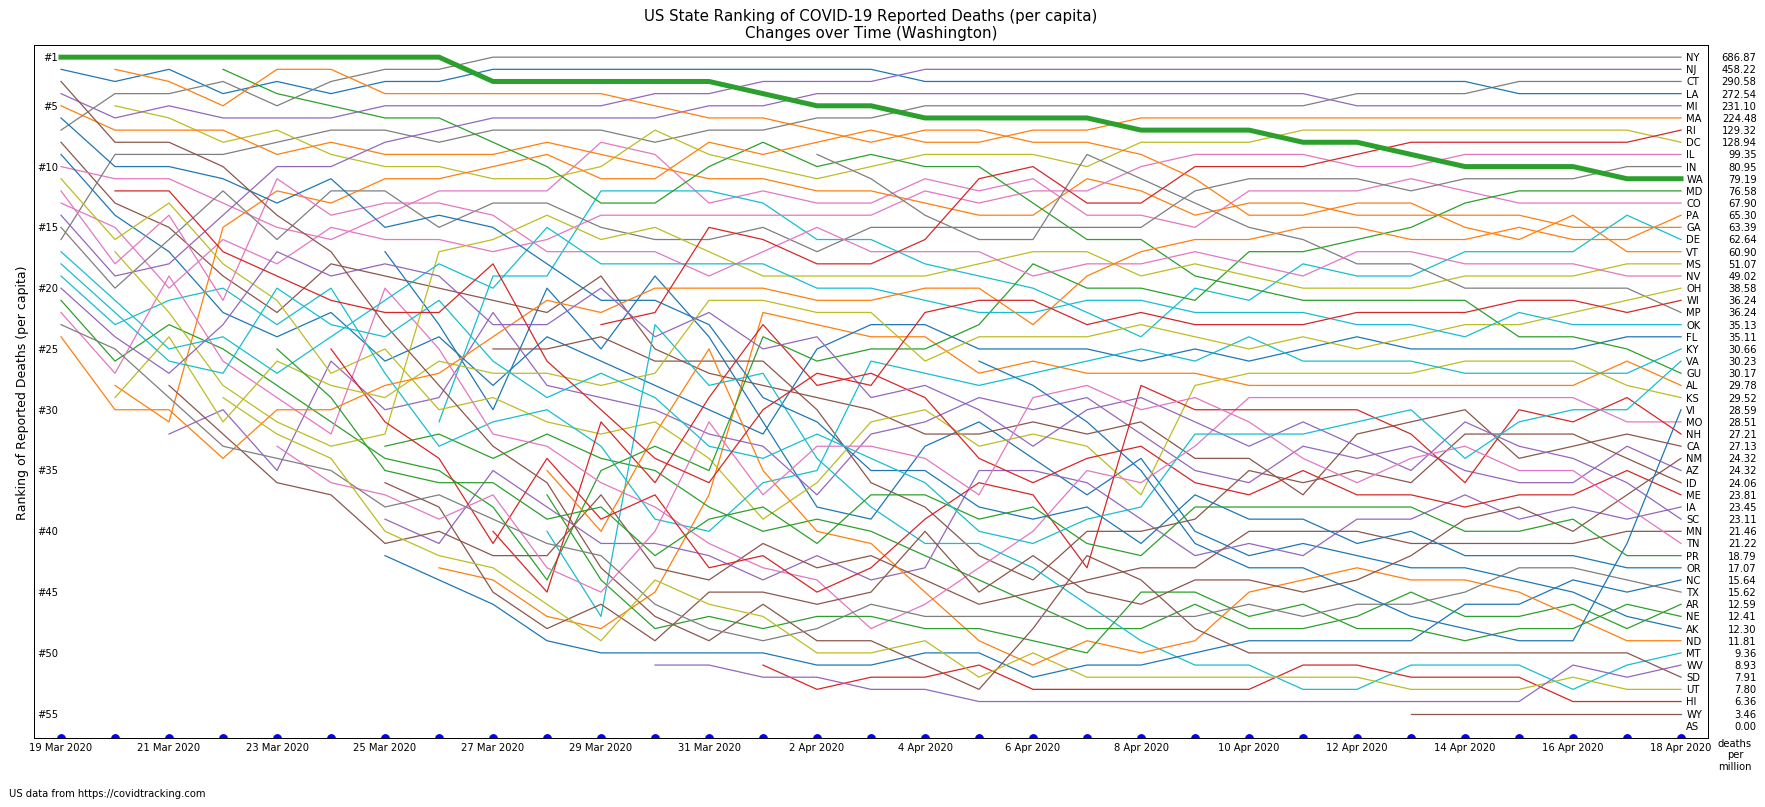 US State Ranking of COVID-19 Reported Deaths (per capita)
Changes over Time (Washington)
Ranking of Reported Deaths (per capita)
#1
#5
#10
#15
#20
#25
#30
#35
#40
#45
#50
#55
NY 686.87
NJ 458.22
CT 290.58
LA 272.54
MI 231.10
MA 224.48
RI 129.32
DC 128.94
IL 99.35
IN 80.95
WA 79.19
MD 76.58
CO 67.90
PA 65.30
GA 63.39
DE 62.64
VT 60.90
MS 51.07
NV 49.02
OH 38.58
WI 36.24
MP 36.24
OK 35.13
FL 35.11
KY 30.66
VA 30.23
GU 30.17
AL 29.78
KS 29.52
VI 28.59
MO 28.51
NH 27.21
CA 27.13
NM 24.32
AZ 24.32
ID 24.06
ME 23.81
IA 23.45
SC 23.11
MN 21.46
TN 21.22
PR 18.79
OR 17.07
NC 15.64
TX 15.62
AR 12.59
NE 12.41
AK 12.30
ND 11.81
MT 9.36
WV 8.93
SD 7.91
UT 7.80
HI 6.36
WY 3.46
AS 0.00
19 Mar 2020 21 Mar 2020 23 Mar 2020 25 Mar 2020 27 Mar 2020 29 Mar 2020 31 Mar 2020 2 Apr 2020 4 Apr 2020 6 Apr 2020 8 Apr 2020 10 Apr 2020 12 Apr 2020 14 Apr 2020 16 Apr 2020 18 Apr 2020
deaths
per
million
US data from https://covidtracking.com